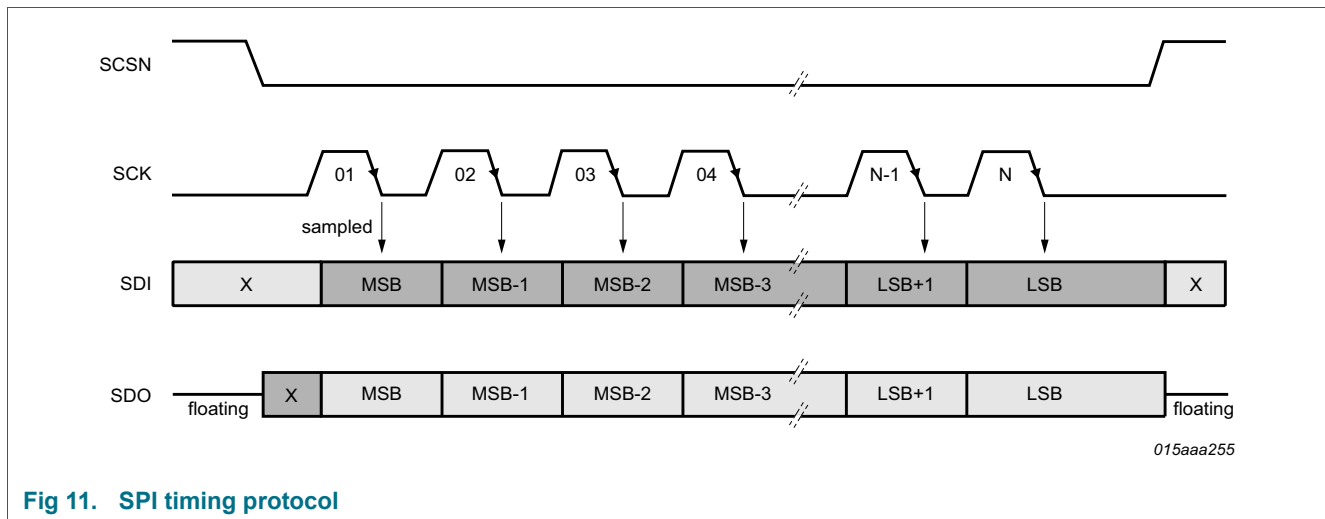 SCSN
SCK
01 02 03 04 N-1 N
sampled
SDI X MSB MSB-1 MSB-2 MSB-3 LSB+1 LSB X
SDO X MSB MSB-1 MSB-2 MSB-3 LSB+1 LSB
floating floating
015aaa255
Fig 11. SPI timing protocol